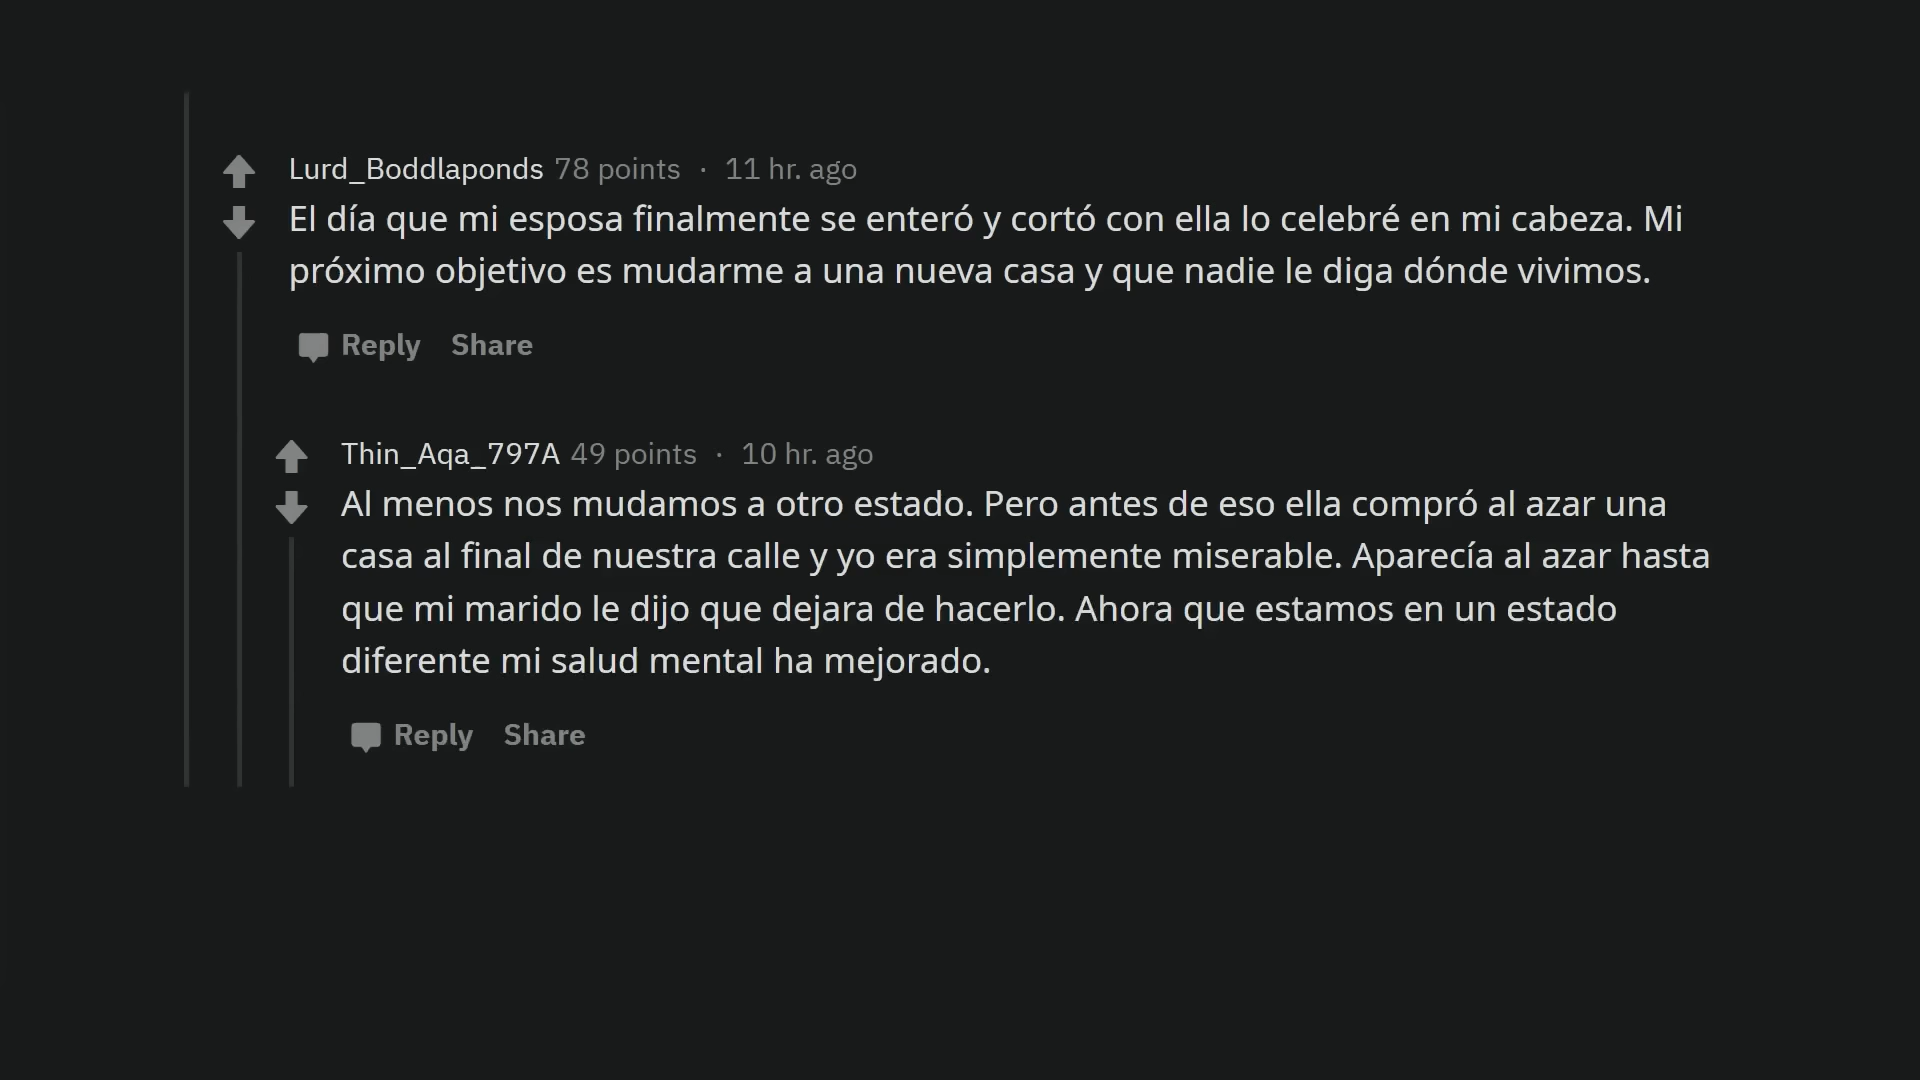 Lurd_Boddlaponds 78 points · 11 hr. ago
El día que mi esposa finalmente se enteró y cortó con ella lo celebré en mi cabeza. Mi
próximo objetivo es mudarme a una nueva casa y que nadie le diga dónde vivimos.
Reply Share
Thin_Aqa_797A 49 points · 10 hr. ago
Al menos nos mudamos a otro estado. Pero antes de eso ella compró al azar una
casa al final de nuestra calle y yo era simplemente miserable. Aparecía al azar hasta
que mi marido le dijo que dejara de hacerlo. Ahora que estamos en un estado
diferente mi salud mental ha mejorado.
Reply Share